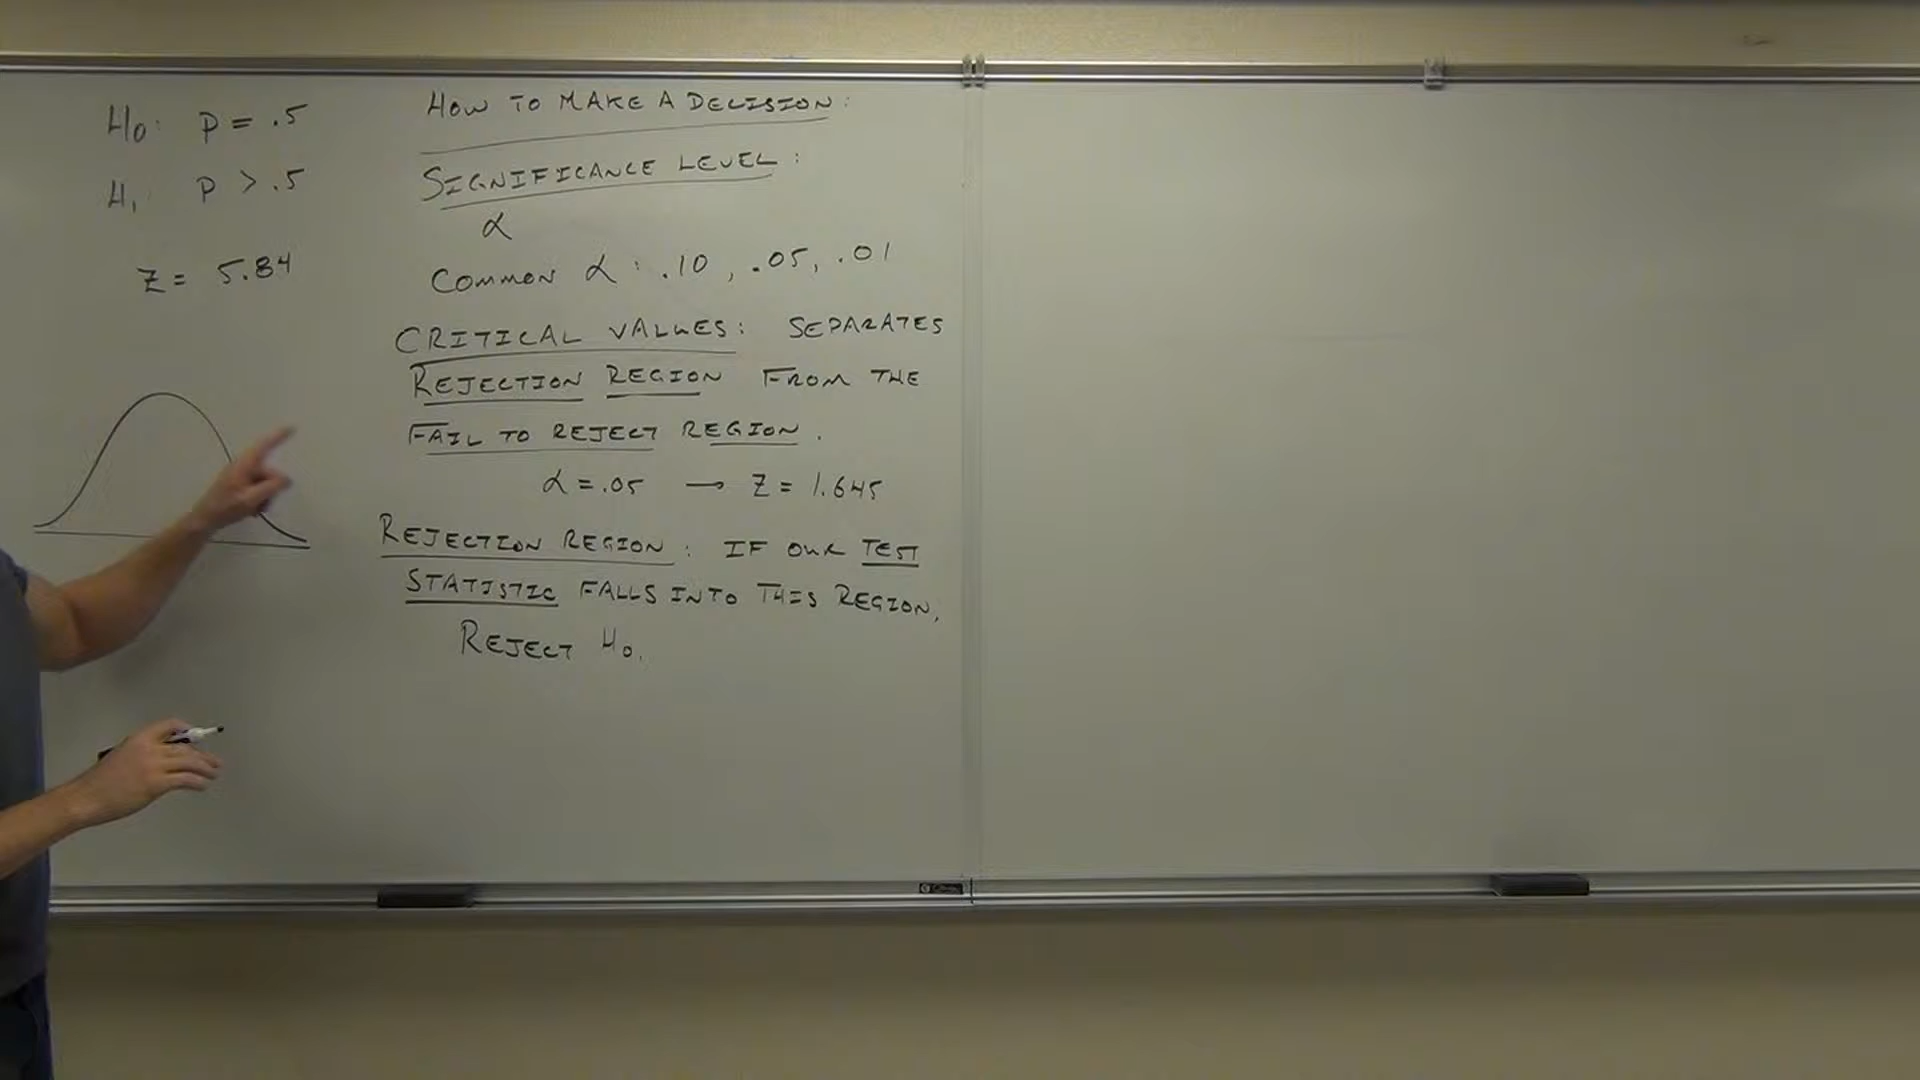 H0: P = .5
H1 P > .5
Z = 5.84
HOW TO MAKE A DECISION:
SIGNIFICANCE LEVEL:
α
COMMON α: .10, .05, .01
CRITICAL VALUES: SEPARATES
REJECTION REGION FROM THE
FAIL TO REJECT REGION.
α = .05 → Z = 1.645
REJECTION REGION: IF OUR TEST
STATISTIC FALLS INTO THIS REGION,
REJECT H0.